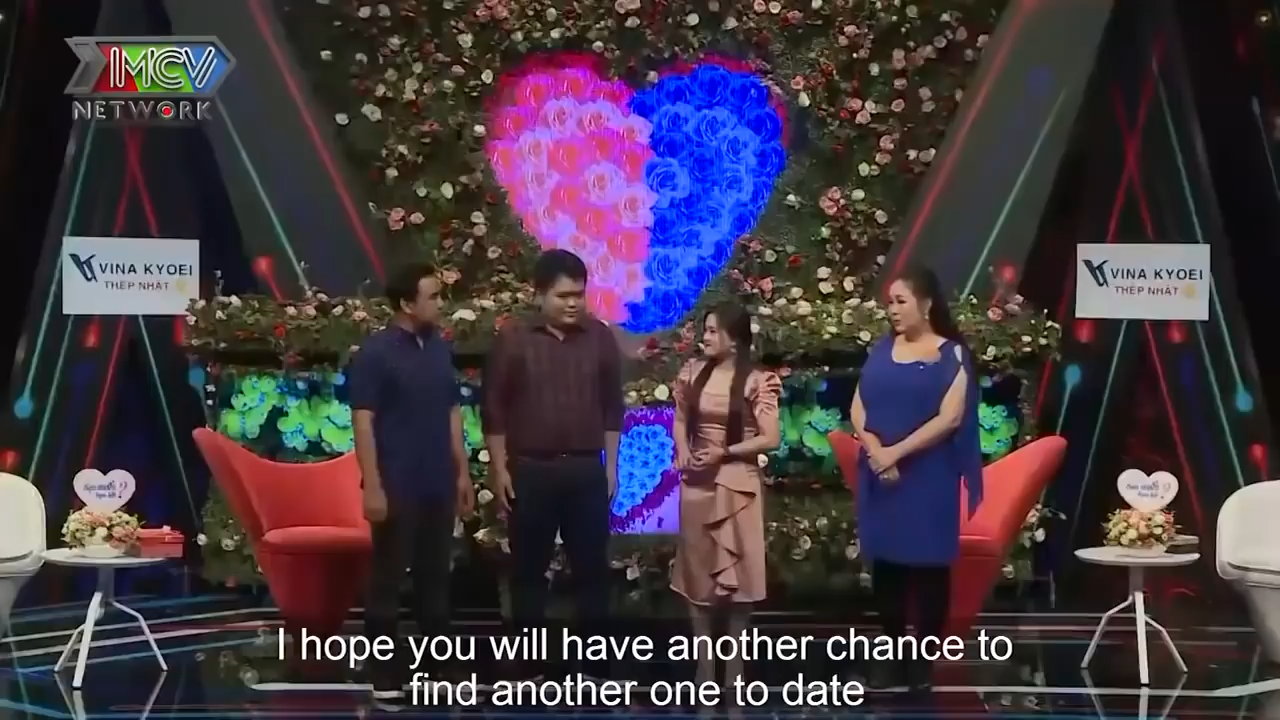 MCV
NETWORK
VINA KYOEI
THÉP NHẬT
VINA KYOEI
THÉP NHẬT
I hope you will have another chance to
find another one to date